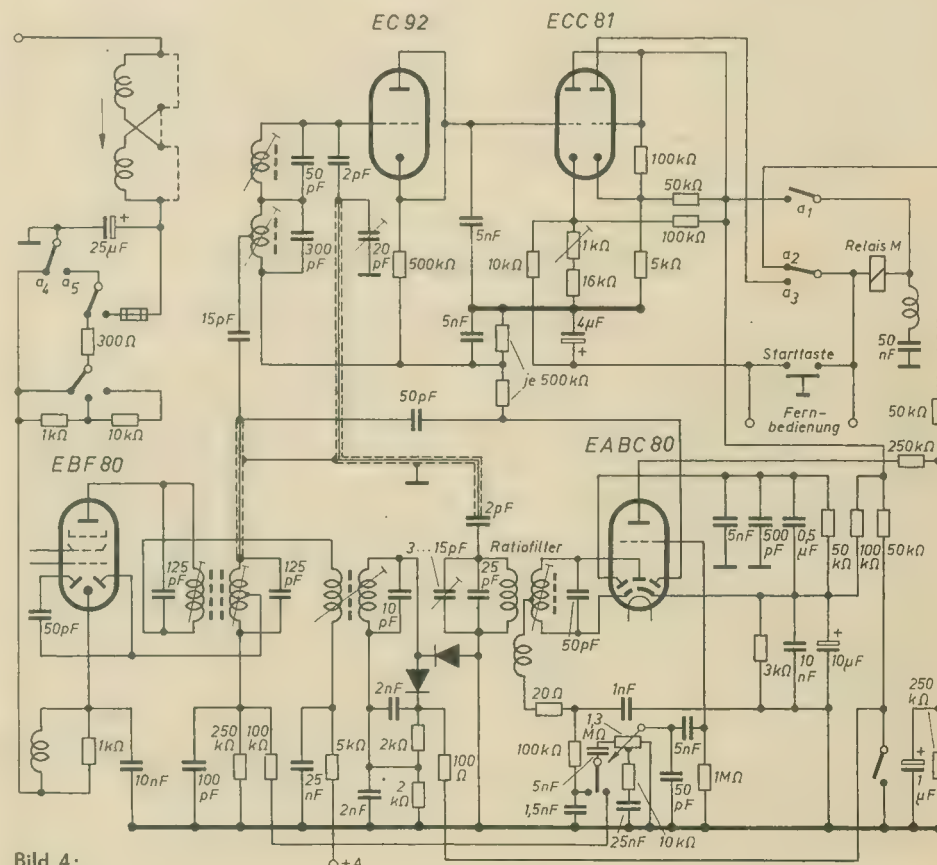 EC 92
ECC 81
50 pF
2pF
300 pF
20 pF
500kΩ
5nF
100kΩ
50kΩ
100kΩ
a₁
1kΩ
10kΩ
16kΩ
5kΩ
a₂
a₃
Relais M
50 nF
25µF
+
a₄
a₅
300Ω
1kΩ
10kΩ
15pF
5nF
4µF
+
je 500kΩ
Starttaste
Fern-
bedienung
50kΩ
250kΩ
50pF
EBF 80
EABC 80
2pF
125 pF
125 pF
3...15pF
25 pF
Ratiofilter
10 pF
50pF
50pF
5nF
500 pF
0,5 µF
50 kΩ
100 kΩ
50kΩ
3kΩ
10 nF
+
10µF
2nF
20Ω
1nF
1,3 MΩ
100kΩ
5nF
5nF
1kΩ
10nF
250 kΩ
100 kΩ
100 pF
25 nF
5kΩ
2kΩ
2 kΩ
2nF
100 Ω
1,5nF
25nF
10kΩ
50 pF
1MΩ
250 kΩ
+
1 µF
+A
Bild 4: